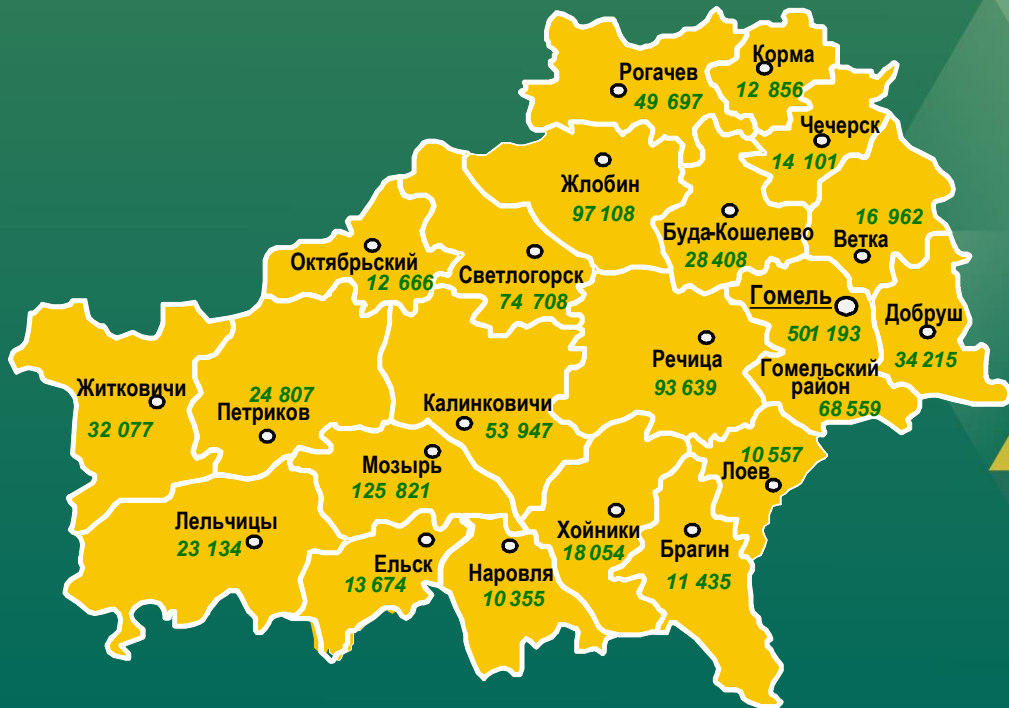 Корма
12 856
Рогачев
49 697
Чечерск
14 101
Жлобин
97 108
Буда-Кошелево
28 408
16 962
Ветка
Октябрьский
12 666
Светлогорск
74 708
Гомель
501 193
Добруш
34 215
Речица
93 639
Гомельский
район
68 559
Житковичи
32 077
24 807
Петриков
Калинковичи
53 947
Мозырь
125 821
10 557
Лоев
Лельчицы
23 134
Ельск
13 674
Наровля
10 355
Хойники
18 054
Брагин
11 435